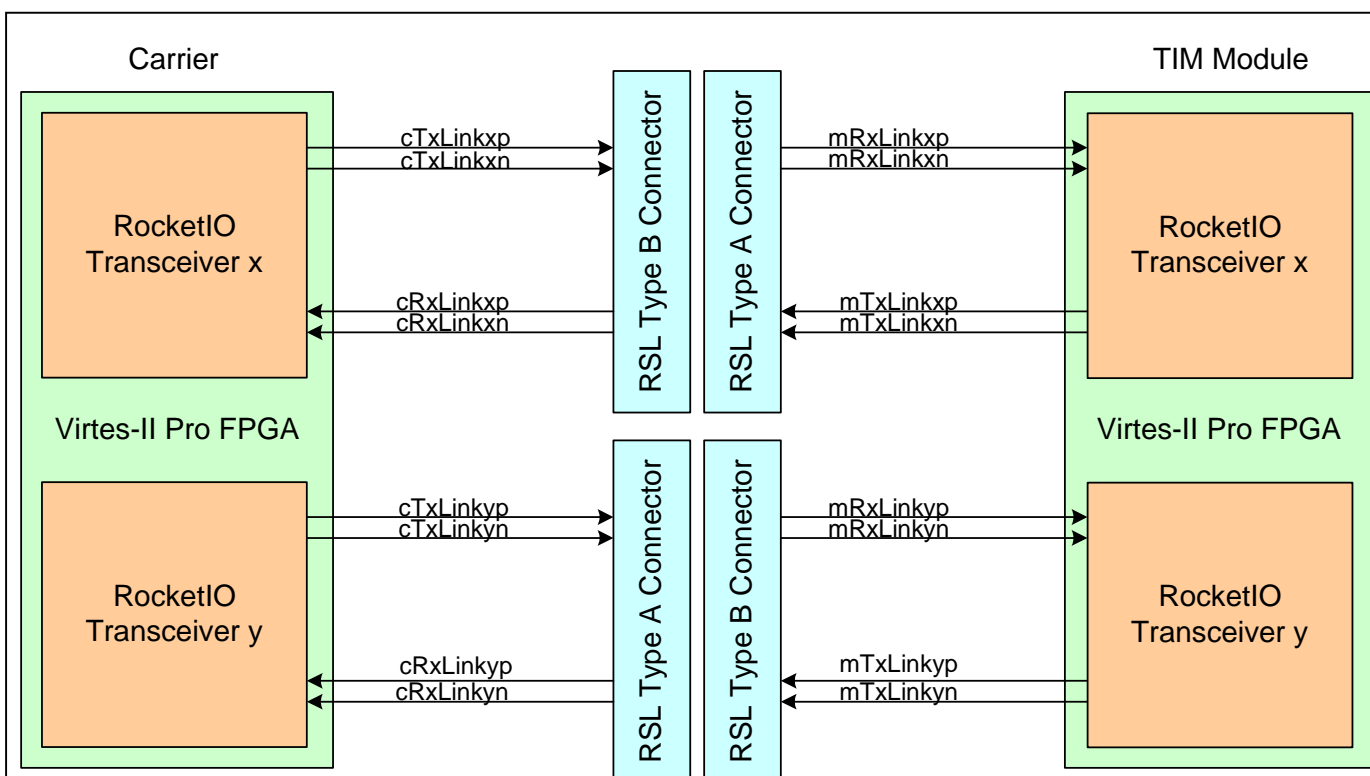 Carrier
TIM Module
cTxLinkxp
cTxLinkxn
mRxLinkxp
mRxLinkxn
RocketIO
Transceiver x
RSL Type B Connector
RSL Type A Connector
RocketIO
Transceiver x
cRxLinkxp
cRxLinkxn
mTxLinkxp
mTxLinkxn
Virtes-II Pro FPGA
Virtes-II Pro FPGA
cTxLinkyp
cTxLinkyn
mRxLinkyp
mRxLinkyn
RocketIO
Transceiver y
RSL Type A Connector
RSL Type B Connector
RocketIO
Transceiver y
cRxLinkyp
cRxLinkyn
mTxLinkyp
mTxLinkyn